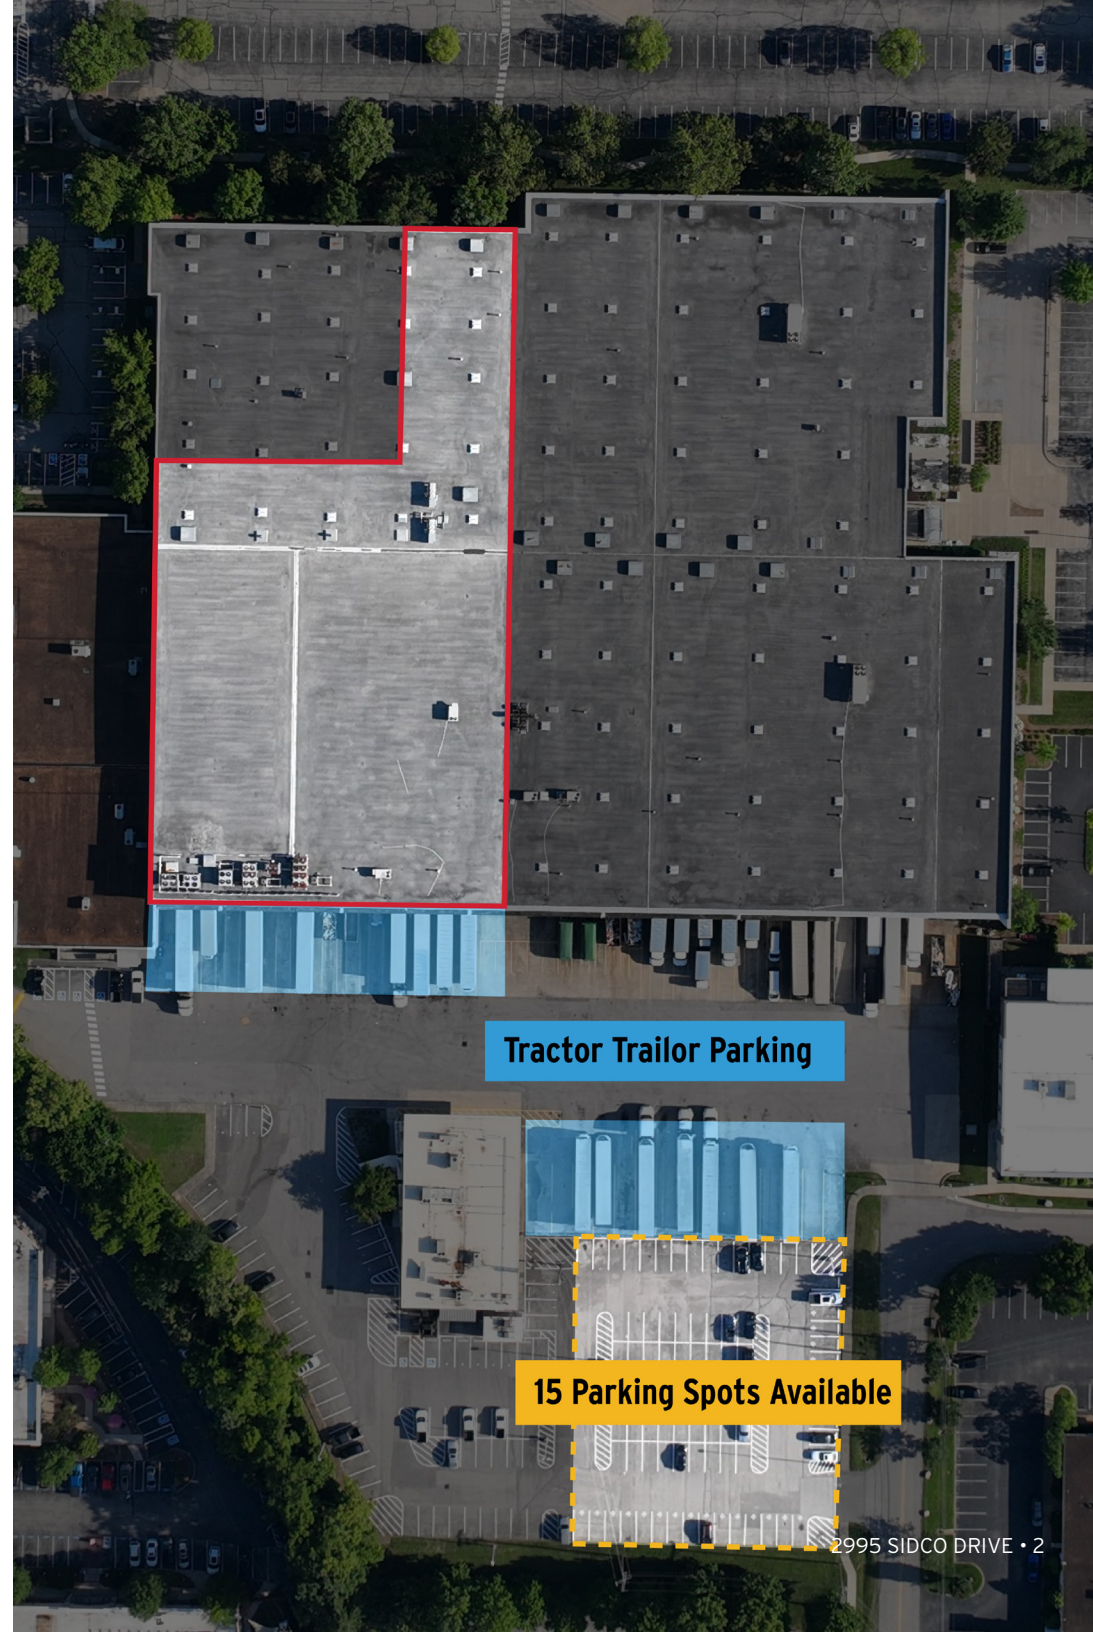 Tractor Trailor Parking
15 Parking Spots Available
2995 SIDCO DRIVE • 2